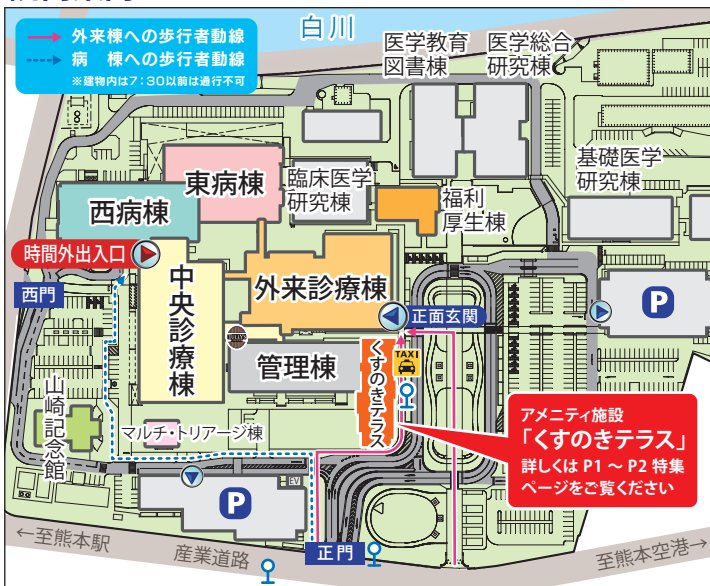 外来棟への歩行者動線
病　棟への歩行者動線
※建物内は7：30以前は通行不可
白川
医学教育
図書棟
医学総合
研究棟
基礎医学
研究棟
東病棟
臨床医学
研究棟
福利
厚生棟
西病棟
時間外出入口
西門
中央診療棟
外来診療棟
正面玄関
P
管理棟
TAXI
くすのきテラス
山崎記念館
マルチ・トリアージ棟
アメニティ施設
「くすのきテラス」
詳しくは P1 ～ P2 特集
ページをご覧ください
EV
P
正門
←至熊本駅
産業道路
至熊本空港→